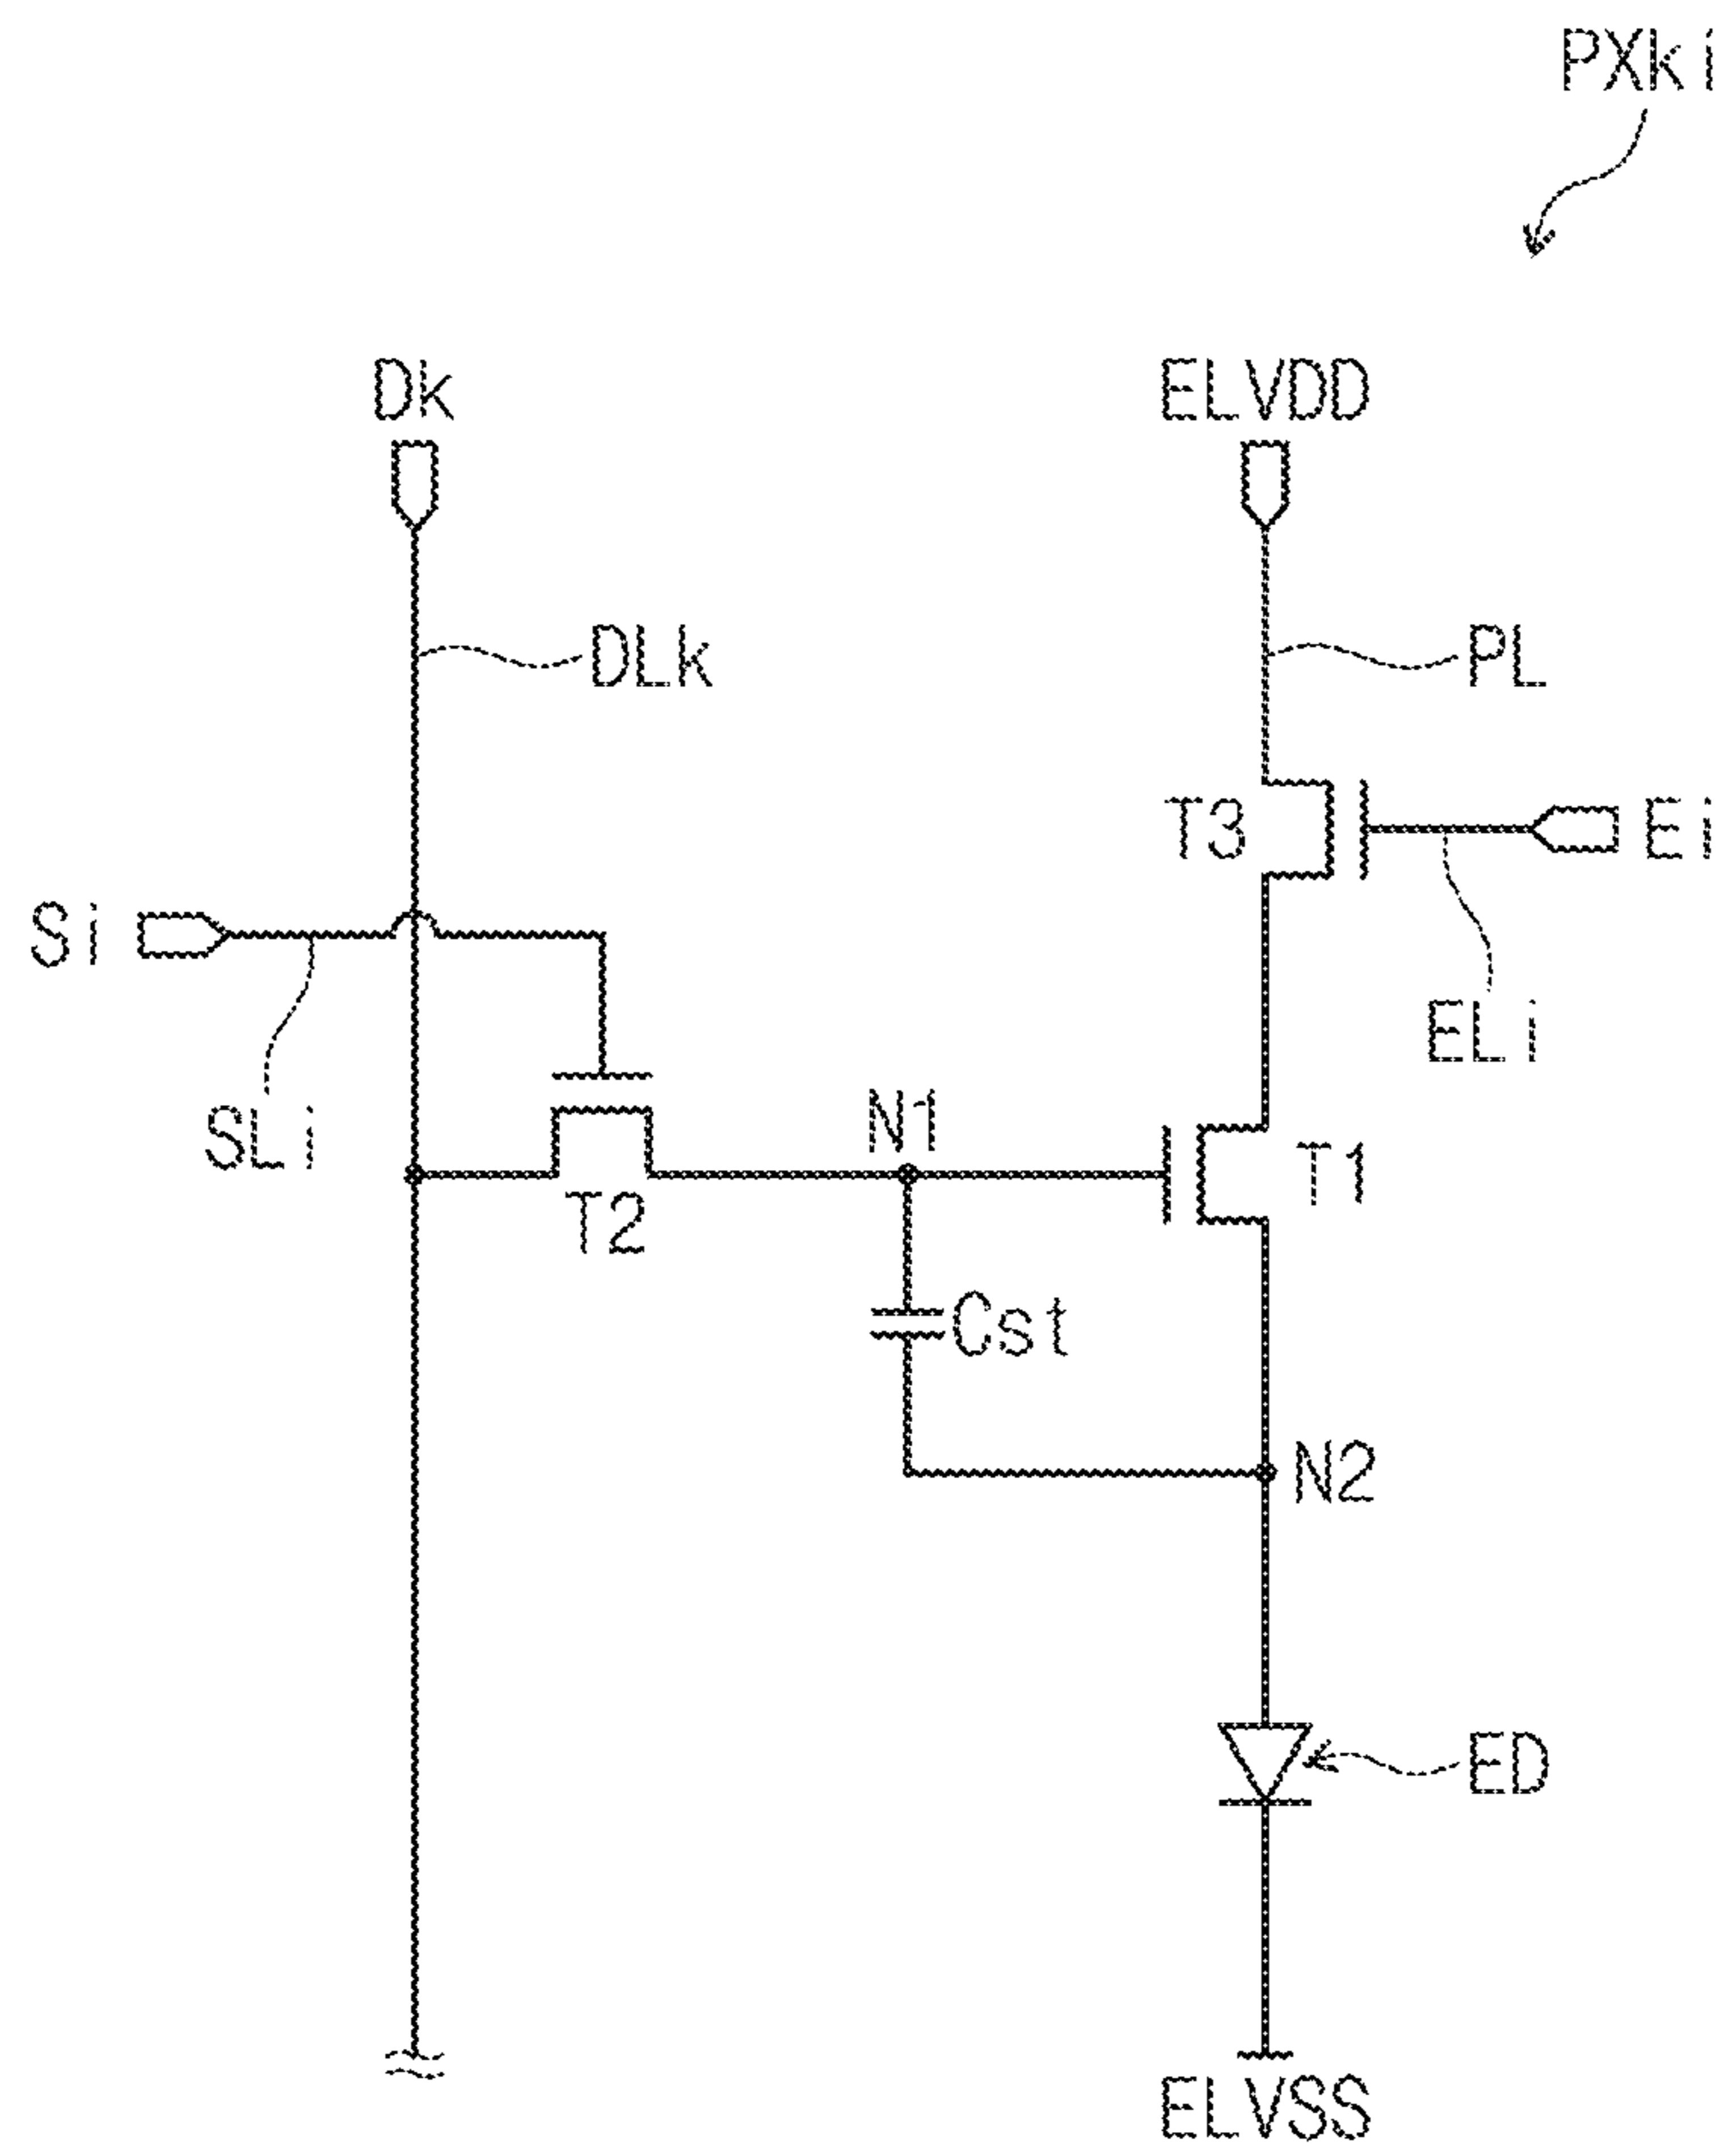 PXki
Dk
ELVDD
DLk
PL
T3
Ei
Si
ELi
SLi
N1
T1
T2
Cst
N2
ED
ELVSS